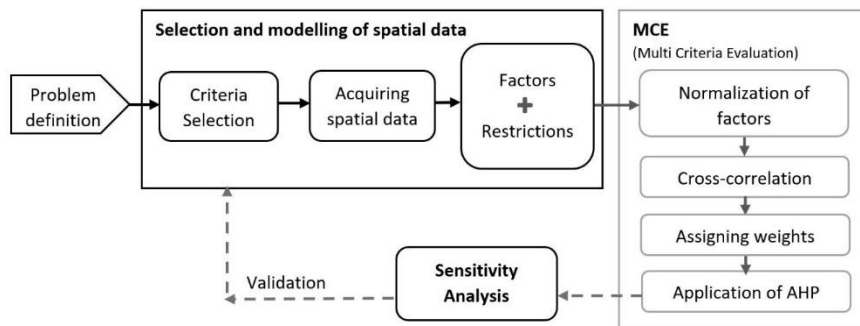 Selection and modelling of spatial data
Problem
definition
Criteria
Selection
Acquiring
spatial data
Factors
+
Restrictions
MCE
(Multi Criteria Evaluation)
Normalization of
factors
Cross-correlation
Assigning weights
Application of AHP
Sensitivity
Analysis
Validation